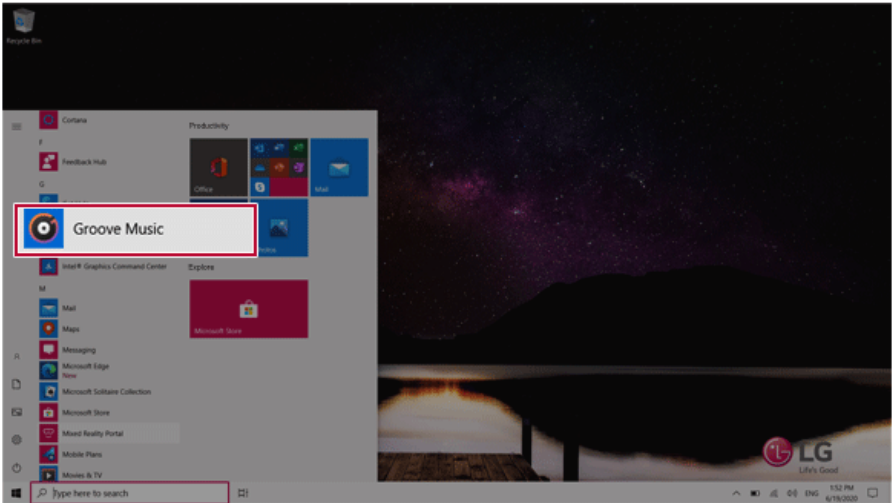 Recycle Bin
Cortana
F
Feedback Hub
G
Groove Music
Intel® Graphics Command Center
M
Mail
Maps
Messaging
Microsoft Edge
New
Microsoft Solitaire Collection
Microsoft Store
Mixed Reality Portal
Mobile Plans
Movies & TV
Productivity
Office
Mail
Photos
Explore
Microsoft Store
LG
Life's Good
Type here to search
ENG
1:52 PM
6/19/2020